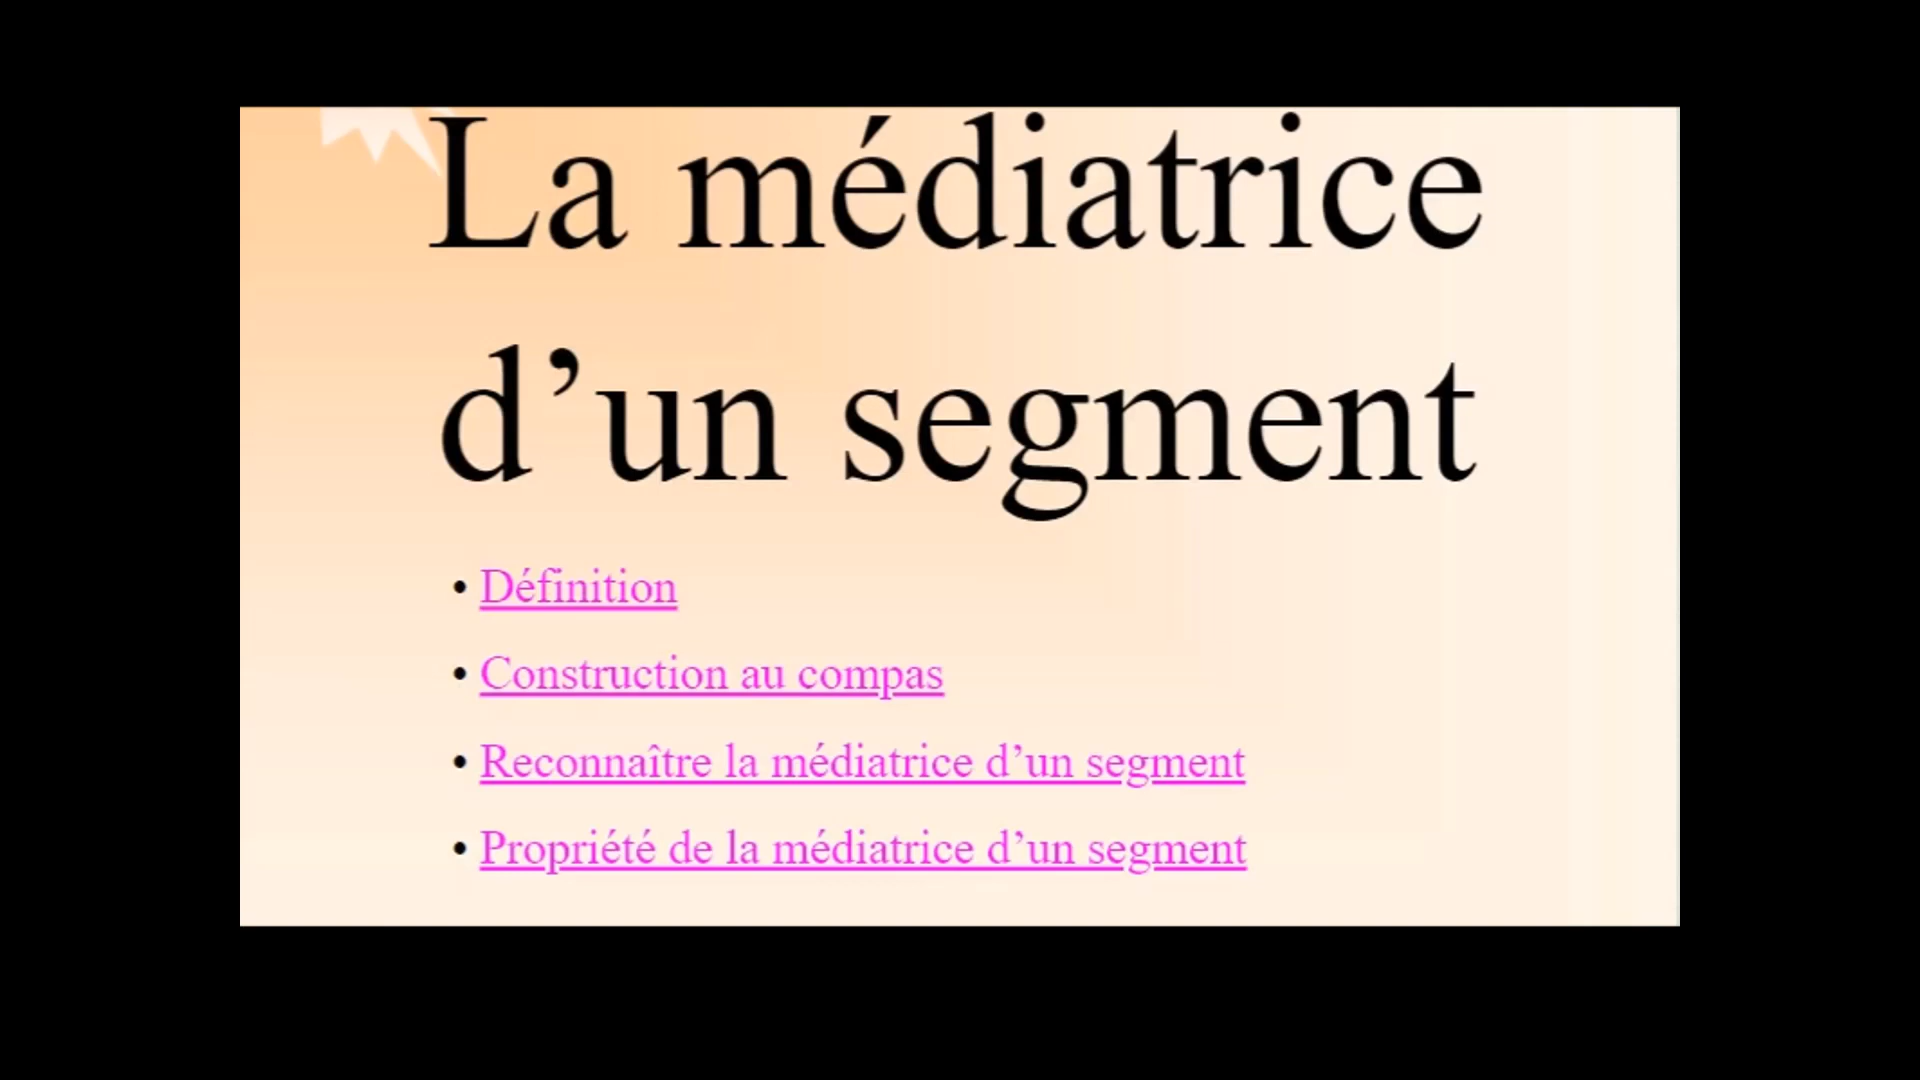 La médiatrice
d’un segment
• Définition
• Construction au compas
• Reconnaître la médiatrice d’un segment
• Propriété de la médiatrice d’un segment